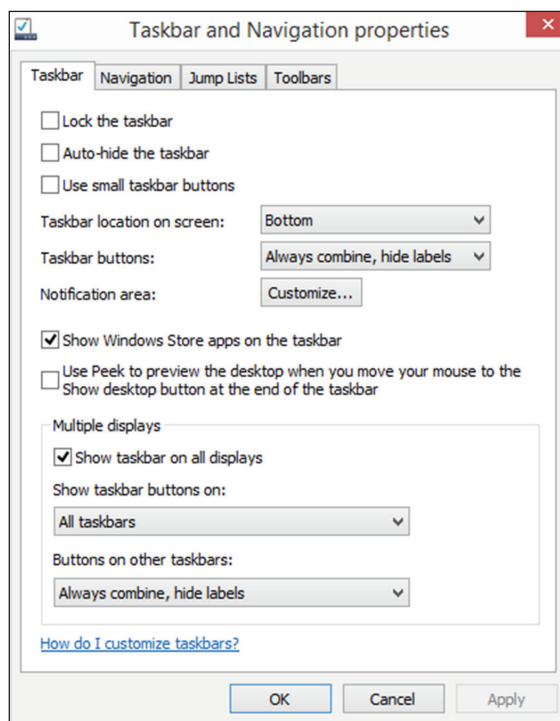 Taskbar and Navigation properties
Taskbar Navigation Jump Lists Toolbars
Lock the taskbar
Auto-hide the taskbar
Use small taskbar buttons
Taskbar location on screen: Bottom
Taskbar buttons: Always combine, hide labels
Notification area: Customize...
Show Windows Store apps on the taskbar
Use Peek to preview the desktop when you move your mouse to the
Show desktop button at the end of the taskbar
Multiple displays
Show taskbar on all displays
Show taskbar buttons on:
All taskbars
Buttons on other taskbars:
Always combine, hide labels
How do I customize taskbars?
OK Cancel Apply